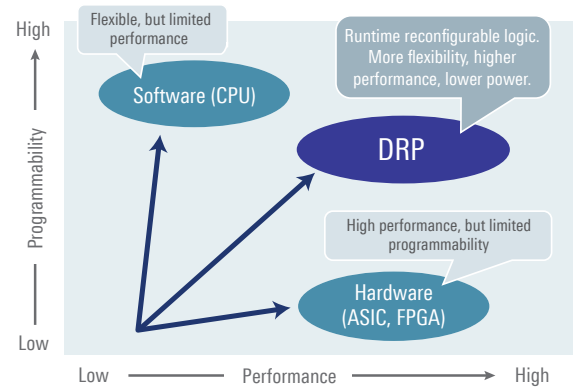 High
Programmability
Low
Flexible, but limited
performance
Software (CPU)
Runtime reconfigurable logic.
More flexibility, higher
performance, lower power.
DRP
High performance, but limited
programmability
Hardware
(ASIC, FPGA)
Low
Performance
High